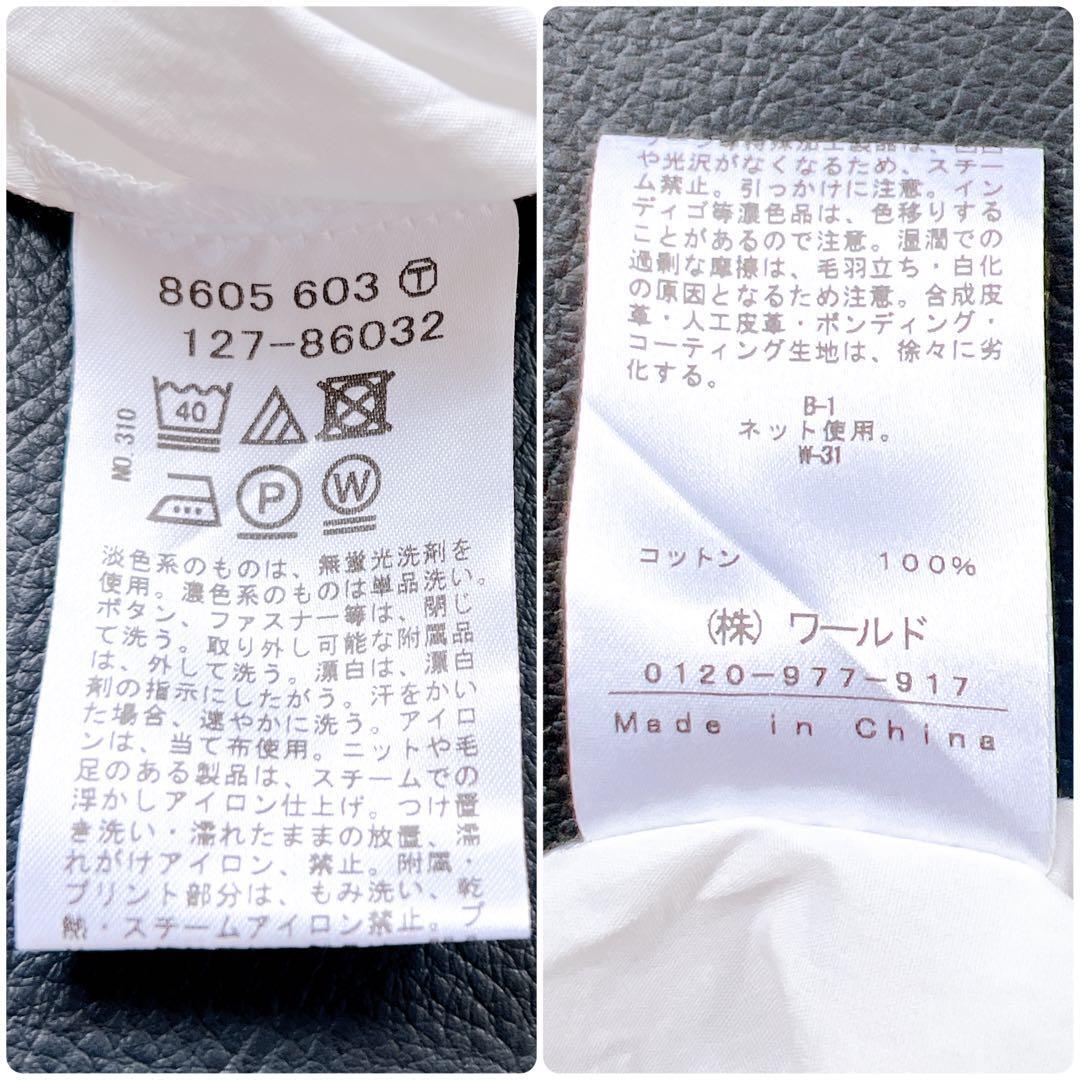 8605 603 Ⓣ
127-86032
NO.310
40
P
W
淡色系のものは、無蛍光洗剤を
使用。濃色系のものは単品洗い。
ボタン、ファスナー等は、閉じ
て洗う。取り外し可能な附属品
は、外して洗う。漂白は、漂白
剤の指示にしたがう。汗をかい
た場合、速やかに洗う。アイロ
ンは、当て布使用。ニットや毛
足のある製品は、スチームでの
浮かしアイロン仕上げ。つけ置
き洗い・濡れたままの放置、濡
れがけアイロン、禁止。附属・
プリント部分は、もみ洗い、乾
熱・スチームアイロン禁止。プ
や光沢がなくなるため、スチー
ム禁止。引っかけに注意。イン
ディゴ等濃色品は、色移りする
ことがあるので注意。湿潤での
過剰な摩擦は、毛羽立ち・白化
の原因となるため注意。合成皮
革・人工皮革・ボンディング・
コーティング生地は、徐々に劣
化する。
B-1
ネット使用。
W-31
コットン 100%
(株) ワールド
0120-977-917
Made in China